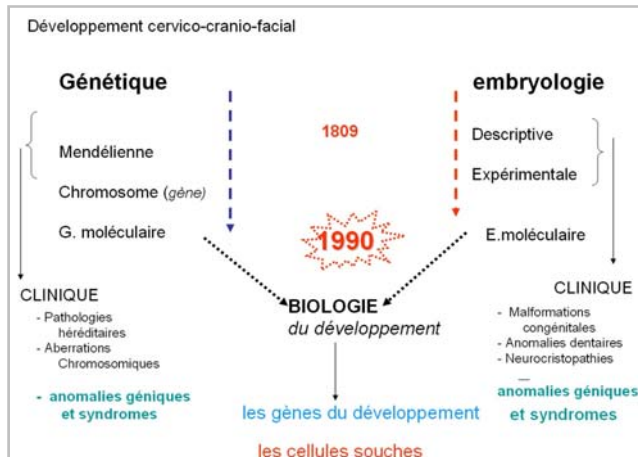 Développement cervico-cranio-facial
Génétique
Mendélienne
Chromosome (gène)
G. moléculaire
CLINIQUE
- Pathologies
héréditaires
- Aberrations
Chromosomiques
- anomalies géniques
et syndromes
1809
1990
BIOLOGIE
du développement
les gènes du développement
les cellules souches
embryologie
Descriptive
Expérimentale
E.moléculaire
CLINIQUE
- Malformations
congénitales
- Anomalies dentaires
- Neurocristopathies
anomalies géniques
et syndromes